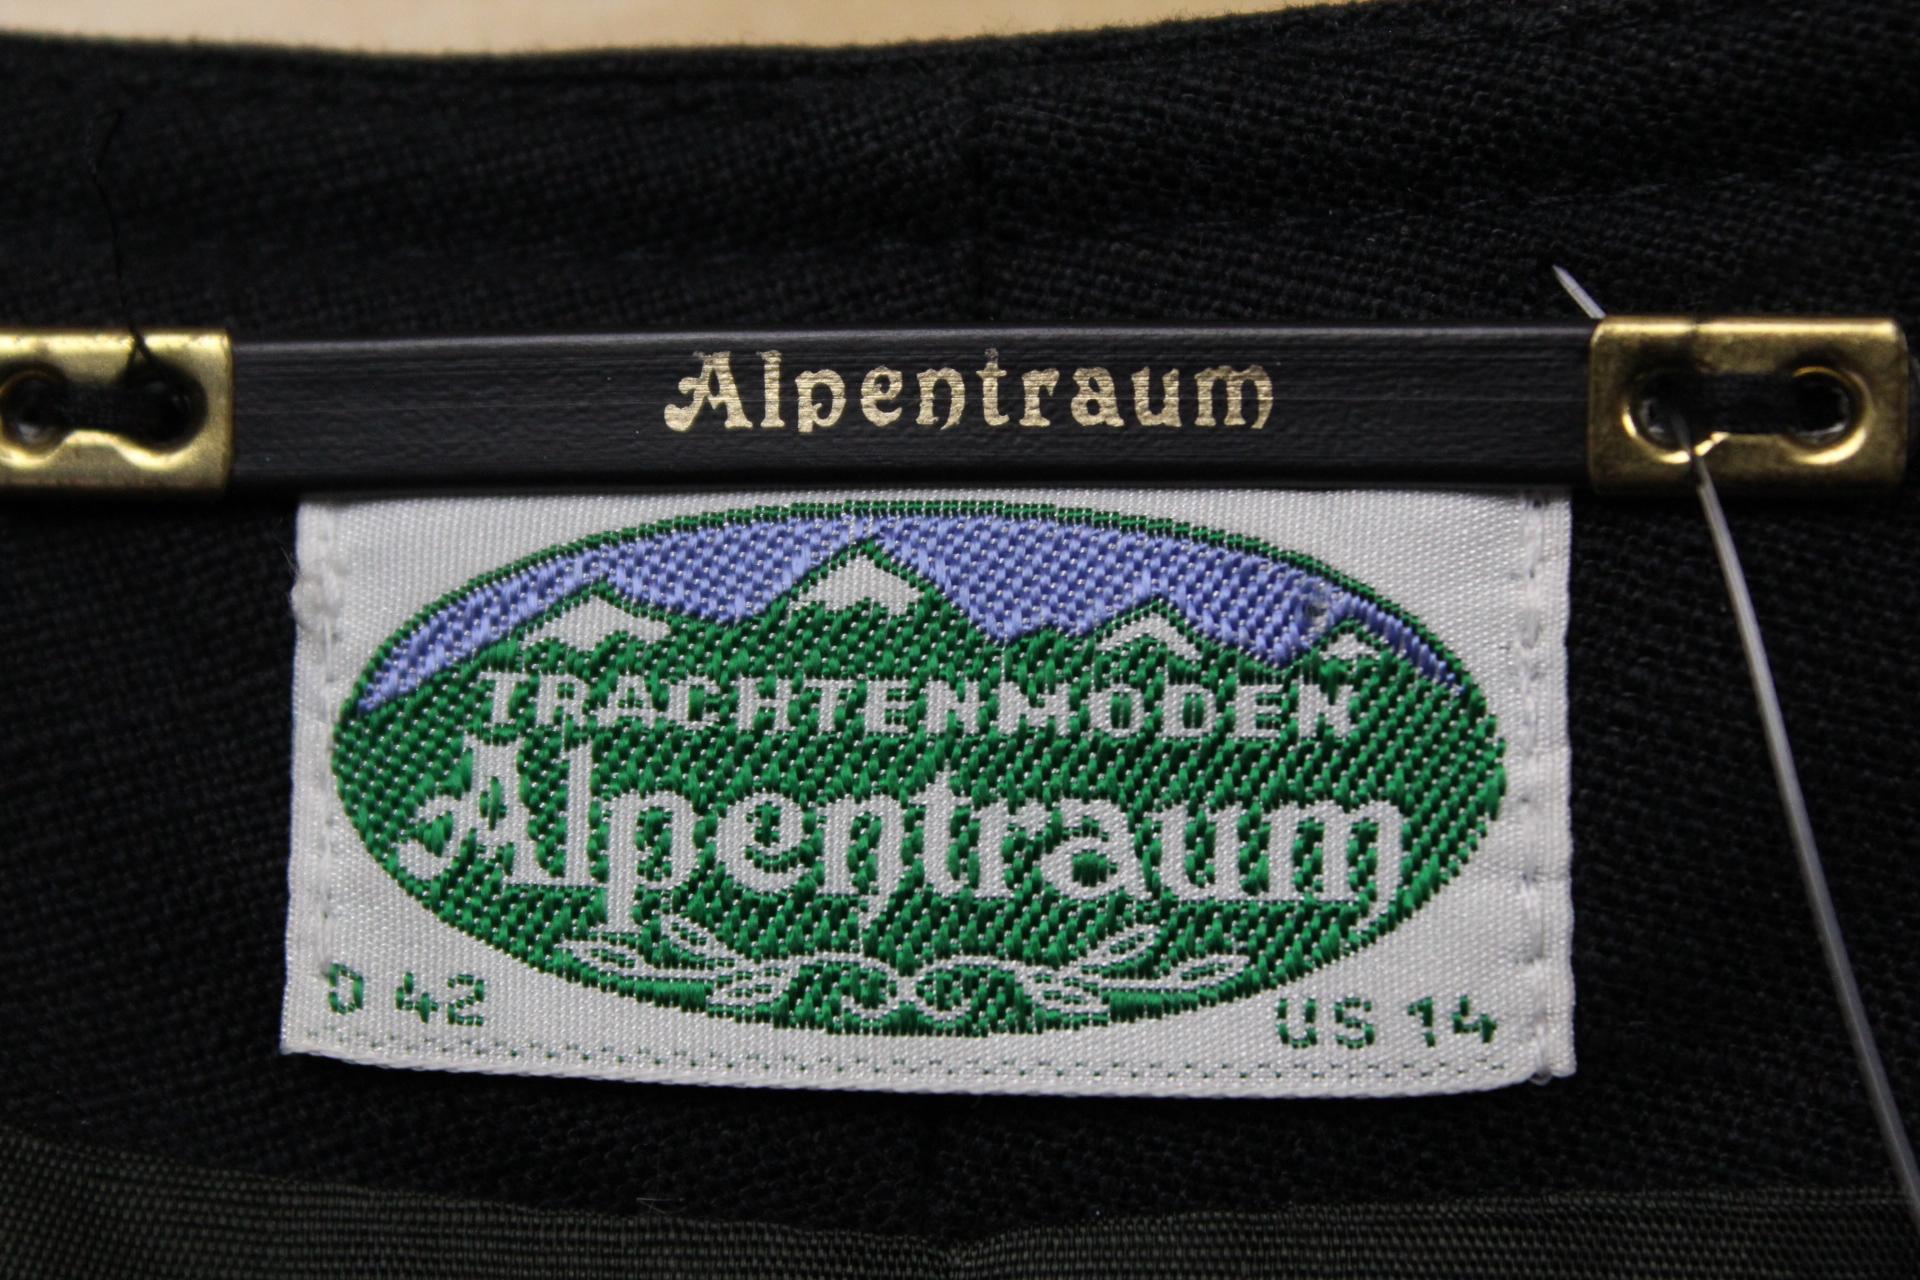 Alpentraum
TRACHTENMODEN
Alpentraum
D 42
US 14